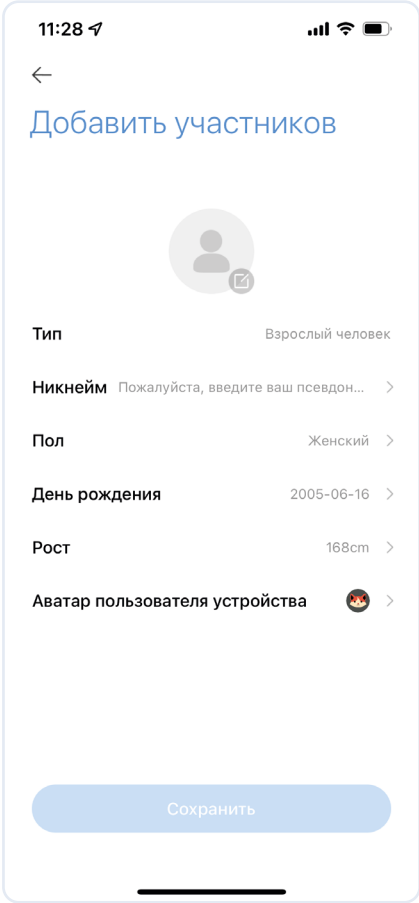 11:28
Добавить участников
Тип Взрослый человек
Никнейм Пожалуйста, введите ваш псевдон...
Пол Женский
День рождения 2005-06-16
Рост 168cm
Аватар пользователя устройства
Сохранить